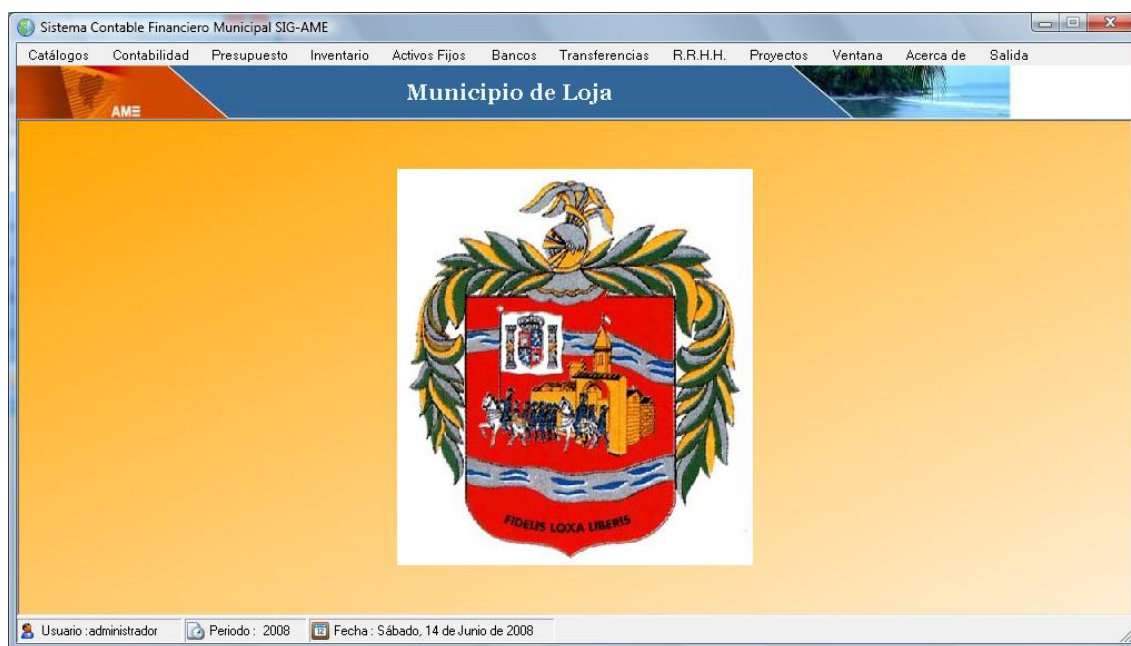 Sistema Contable Financiero Municipal SIG-AME
Catálogos Contabilidad Presupuesto Inventario Activos Fijos Bancos Transferencias R.R.H.H. Proyectos Ventana Acerca de Salida
AME
Municipio de Loja
FIDELIS LOXA LIBERIS
Usuario :administrador Periodo : 2008 Fecha : Sábado, 14 de Junio de 2008